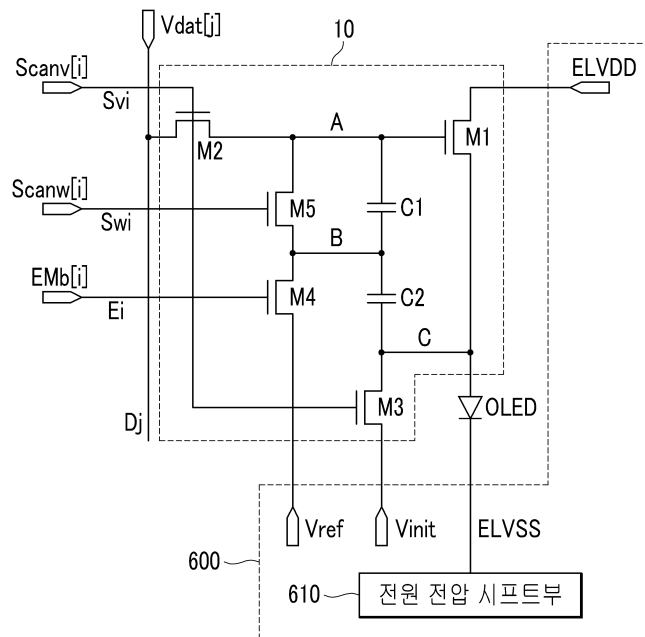 Vdat[j]
10
Scanv[i]
ELVDD
Svi
A
M1
M2
Scanw[i]
M5
C1
Swi
B
EMb[i]
M4
C2
Ei
C
M3
OLED
Dj
Vref
Vinit
ELVSS
600
610
전원 전압 시프트부